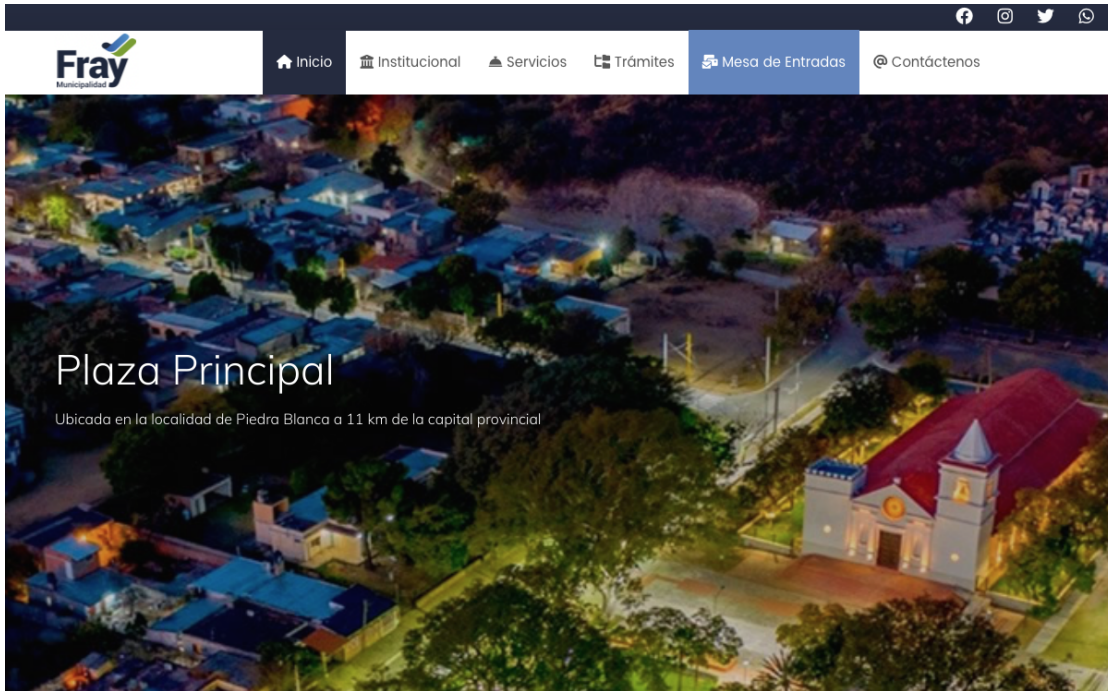 Fray
Municipalidad
Inicio
Institucional
Servicios
Trámites
Mesa de Entradas
Contáctenos
Plaza Principal
Ubicada en la localidad de Piedra Blanca a 11 km de la capital provincial